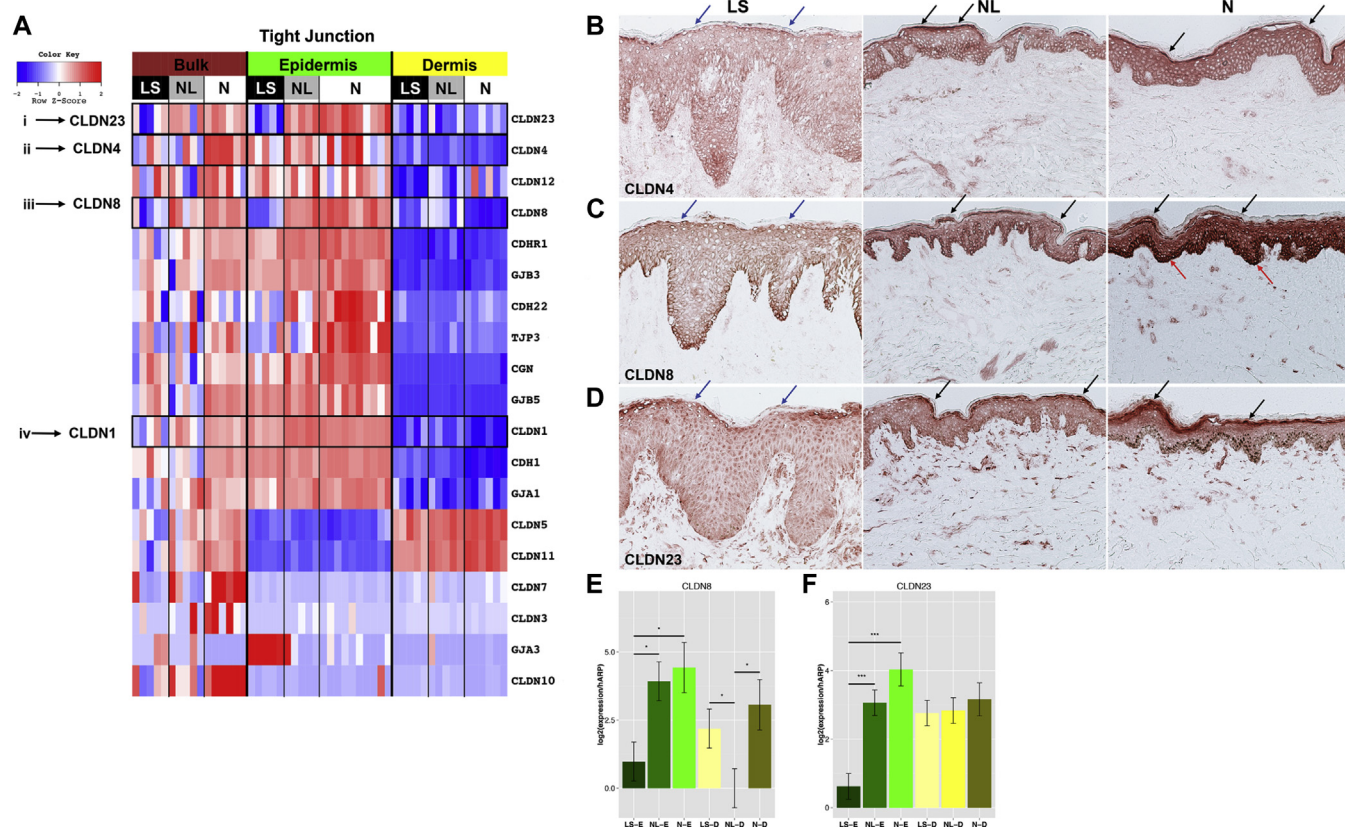 A
Tight Junction
Color Key
-2 -1 0 1 2
Row Z-Score
Bulk Epidermis Dermis
LS NL N LS NL N LS NL N
i CLDN23 CLDN23
ii CLDN4 CLDN4
CLDN12
iii CLDN8 CLDN8
CDHR1
GJB3
CDH22
TJP3
CGN
GJB5
iv CLDN1 CLDN1
CDH1
GJA1
CLDN5
CLDN11
CLDN7
CLDN3
GJA3
CLDN10
LS NL N
B
CLDN4
C
CLDN8
D
CLDN23
E
CLDN8
log2(expression/hARP)
5.0
2.5
0.0
* * * *
LS-E NL-E N-E LS-D NL-D N-D
F
CLDN23
log2(expression/hARP)
6
4
2
0
*** ***
LS-E NL-E N-E LS-D NL-D N-D